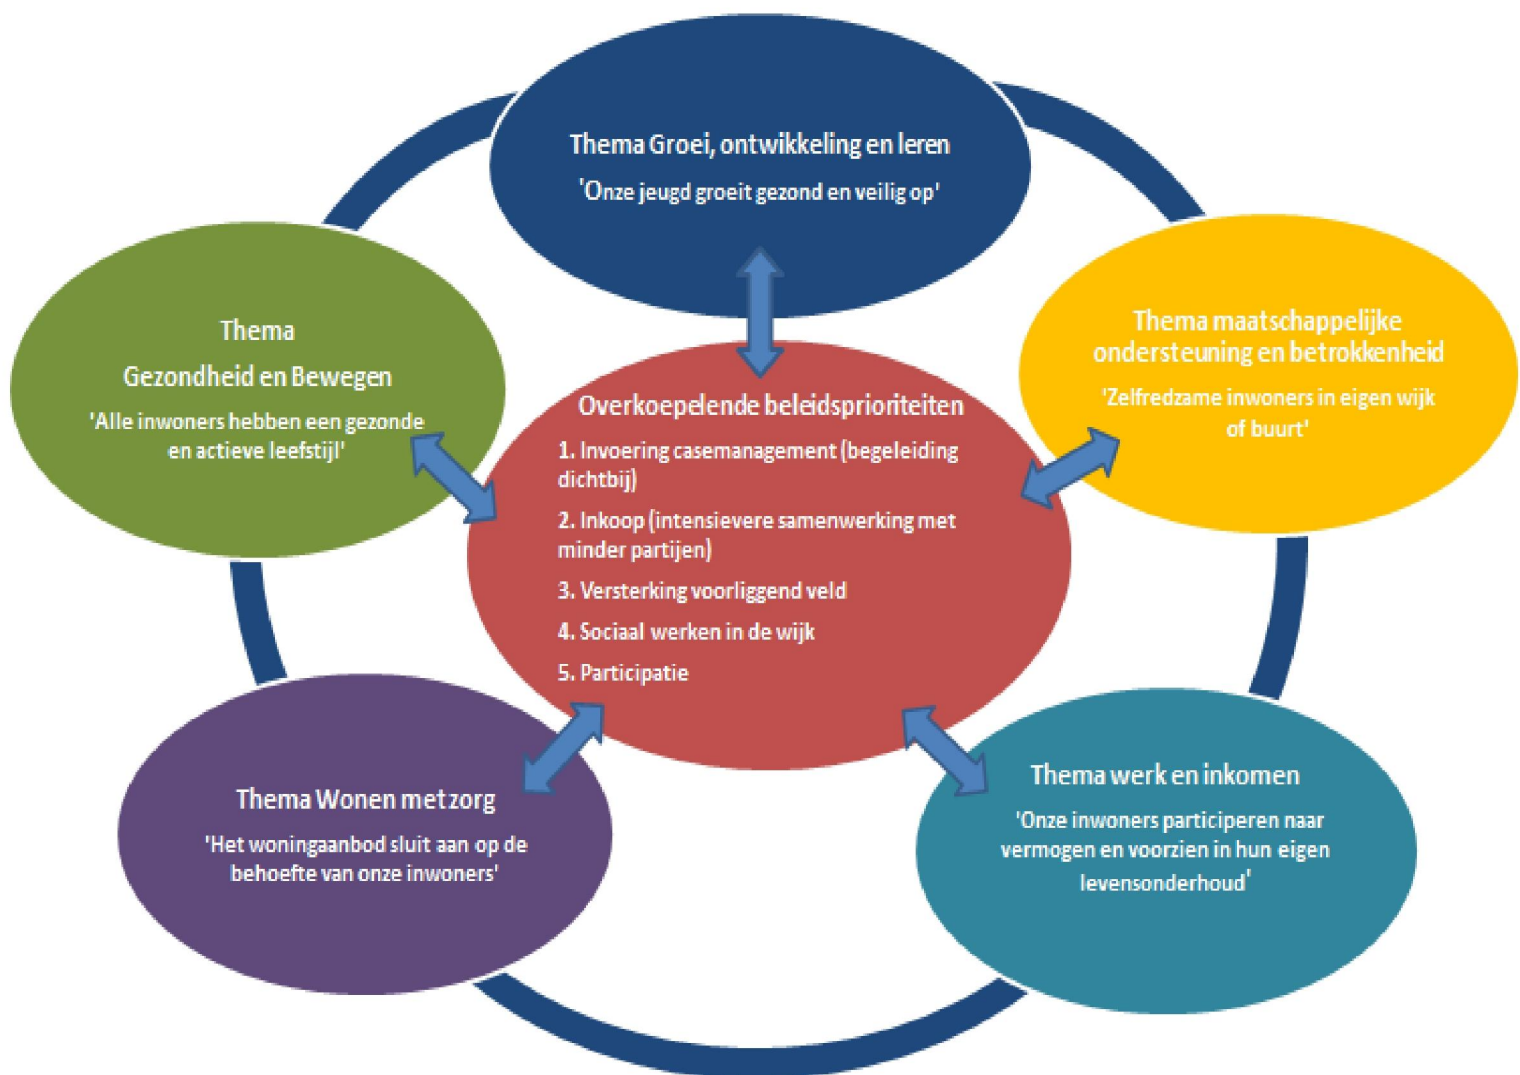 Thema Groei, ontwikkeling en leren
'Onze jeugd groeit gezond en veilig op'
Thema
Gezondheid en Bewegen
'Alle inwoners hebben een gezonde
en actieve leefstijl'
Thema maatschappelijke
ondersteuning en betrokkenheid
'Zelfredzame inwoners in eigen wijk
of buurt'
Overkoepelende beleidsprioriteiten
1. Invoering casemanagement (begeleiding
dichtbij)
2. Inkoop (intensievere samenwerking met
minder partijen)
3. Versterking voorliggend veld
4. Sociaal werken in de wijk
5. Participatie
Thema Wonen met zorg
'Het woningaanbod sluit aan op de
behoefte van onze inwoners'
Thema werk en inkomen
'Onze inwoners participeren naar
vermogen en voorzien in hun eigen
levensonderhoud'